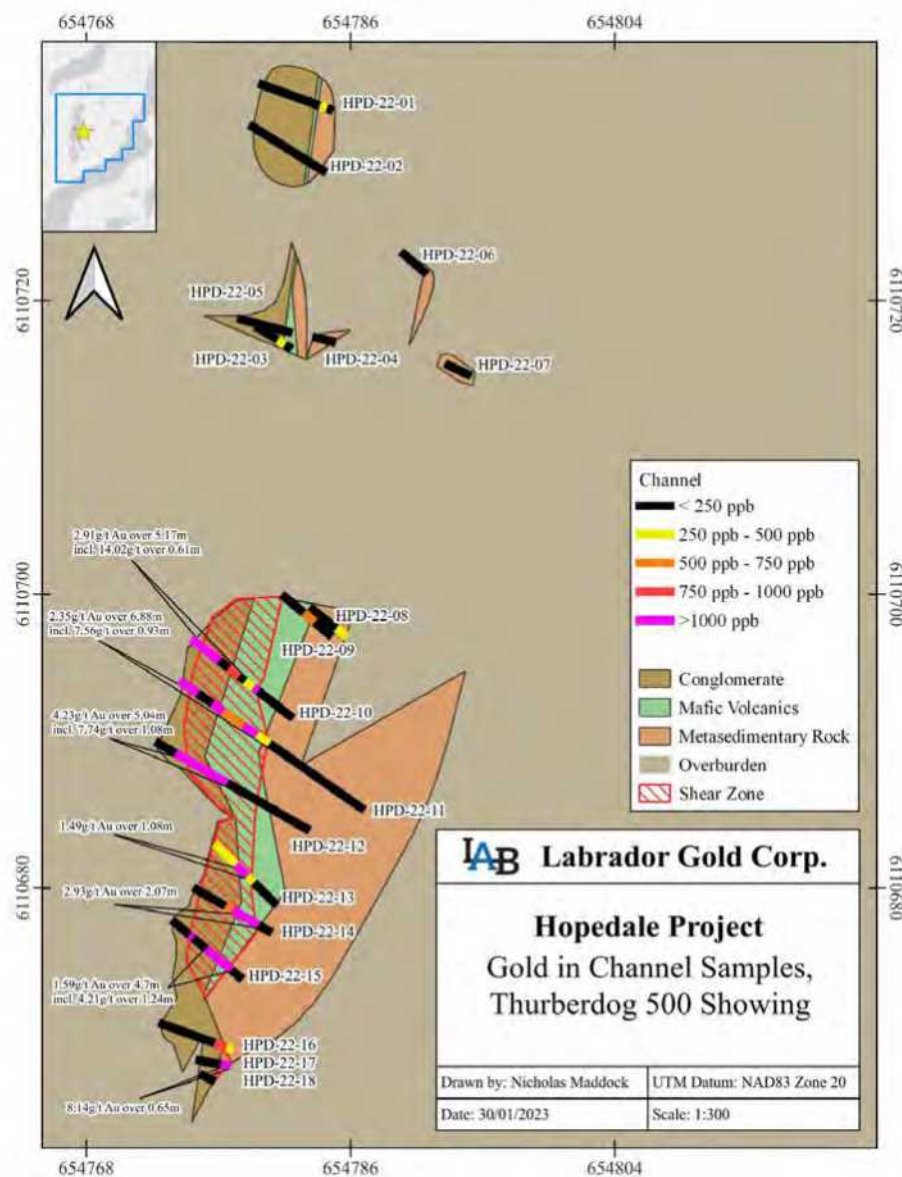 654768
654786
654804
HPD-22-01
HPD-22-02
HPD-22-06
6110720
6110720
HPD-22-05
HPD-22-03
HPD-22-04
HPD-22-07
Channel
< 250 ppb
250 ppb - 500 ppb
500 ppb - 750 ppb
750 ppb - 1000 ppb
>1000 ppb
Conglomerate
Mafic Volcanics
Metasedimentary Rock
Overburden
Shear Zone
2.91g/t Au over 5.17m
incl. 14.02g/t over 0.61m
6110700
6110700
2.35g/t Au over 6.88m
incl. 7.56g/t over 0.93m
HPD-22-08
HPD-22-09
4.23g/t Au over 5.04m
incl. 7.74g/t over 1.08m
HPD-22-10
HPD-22-11
HPD-22-12
1.49g/t Au over 1.08m
6110680
6110680
HPD-22-13
2.93g/t Au over 2.07m
HPD-22-14
HPD-22-15
1.59g/t Au over 4.7m
incl. 4.21g/t over 1.24m
HPD-22-16
HPD-22-17
HPD-22-18
8.14g/t Au over 0.65m
LAB Labrador Gold Corp.
Hopedale Project
Gold in Channel Samples,
Thurberdog 500 Showing
Drawn by: Nicholas Maddock
UTM Datum: NAD83 Zone 20
Date: 30/01/2023
Scale: 1:300
654768
654786
654804